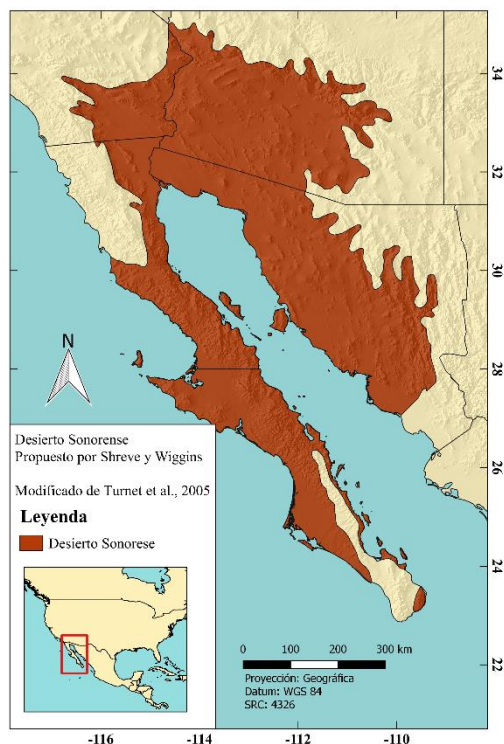 34
32
30
28
26
24
22
N
Desierto Sonorense
Propuesto por Shreve y Wiggins
Modificado de Turnet et al., 2005
Leyenda
Desierto Sonorese
0 100 200 300 km
Proyección: Geográfica
Datum: WGS 84
SRC: 4326
-116 -114 -112 -110